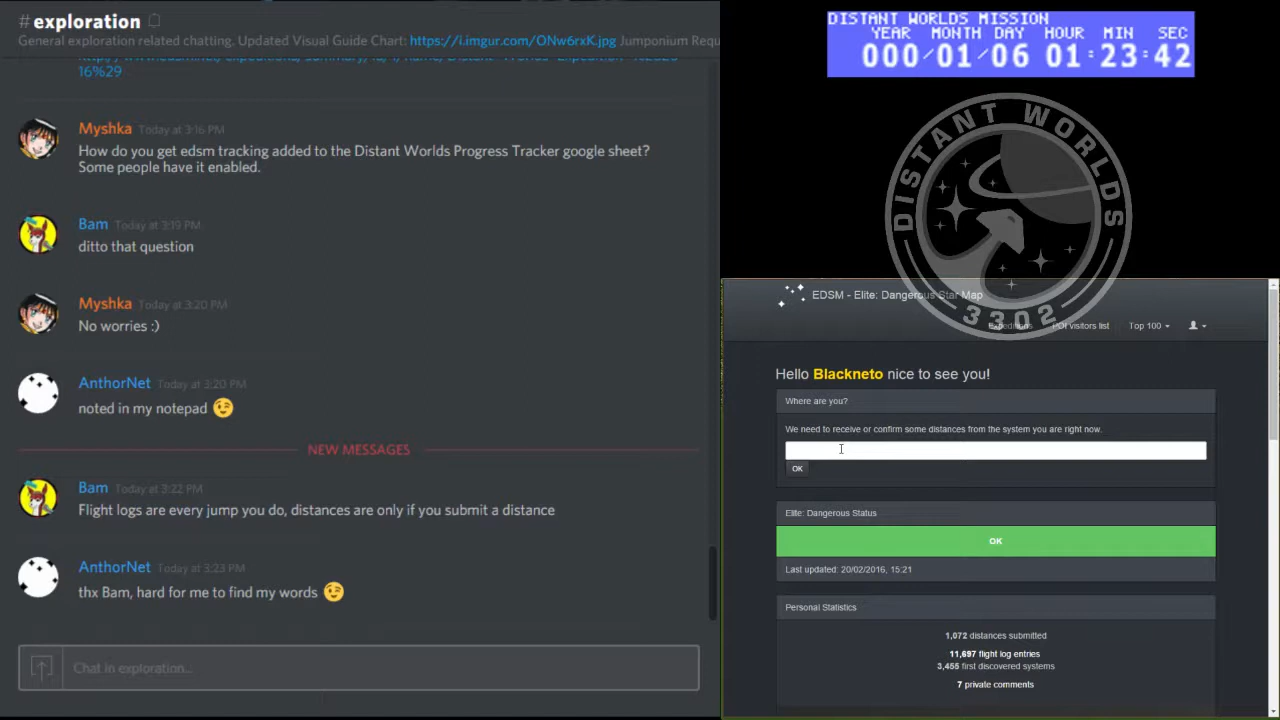 #exploration
General exploration related chatting. Updated Visual Guide Chart: https://i.imgur.com/ONw6rxK.jpg Jumponium Requ
16%29
Myshka Today at 3:16 PM
How do you get edsm tracking added to the Distant Worlds Progress Tracker google sheet?
Some people have it enabled.
Bam Today at 3:19 PM
ditto that question
Myshka Today at 3:20 PM
No worries :)
AnthorNet Today at 3:20 PM
noted in my notepad 😉
NEW MESSAGES
Bam Today at 3:22 PM
Flight logs are every jump you do, distances are only if you submit a distance
AnthorNet Today at 3:23 PM
thx Bam, hard for me to find my words 😉
Chat in exploration...
DISTANT WORLDS MISSION
YEAR MONTH DAY HOUR MIN SEC
000/01/06 01:23:42
DISTANT WORLDS
3302
EDSM - Elite: Dangerous Star Map
Expeditions POI visitors list Top 100
Hello Blackneto nice to see you!
Where are you?
We need to receive or confirm some distances from the system you are right now.
OK
Elite: Dangerous Status
OK
Last updated: 20/02/2016, 15:21
Personal Statistics
1,072 distances submitted
11,697 flight log entries
3,455 first discovered systems
7 private comments